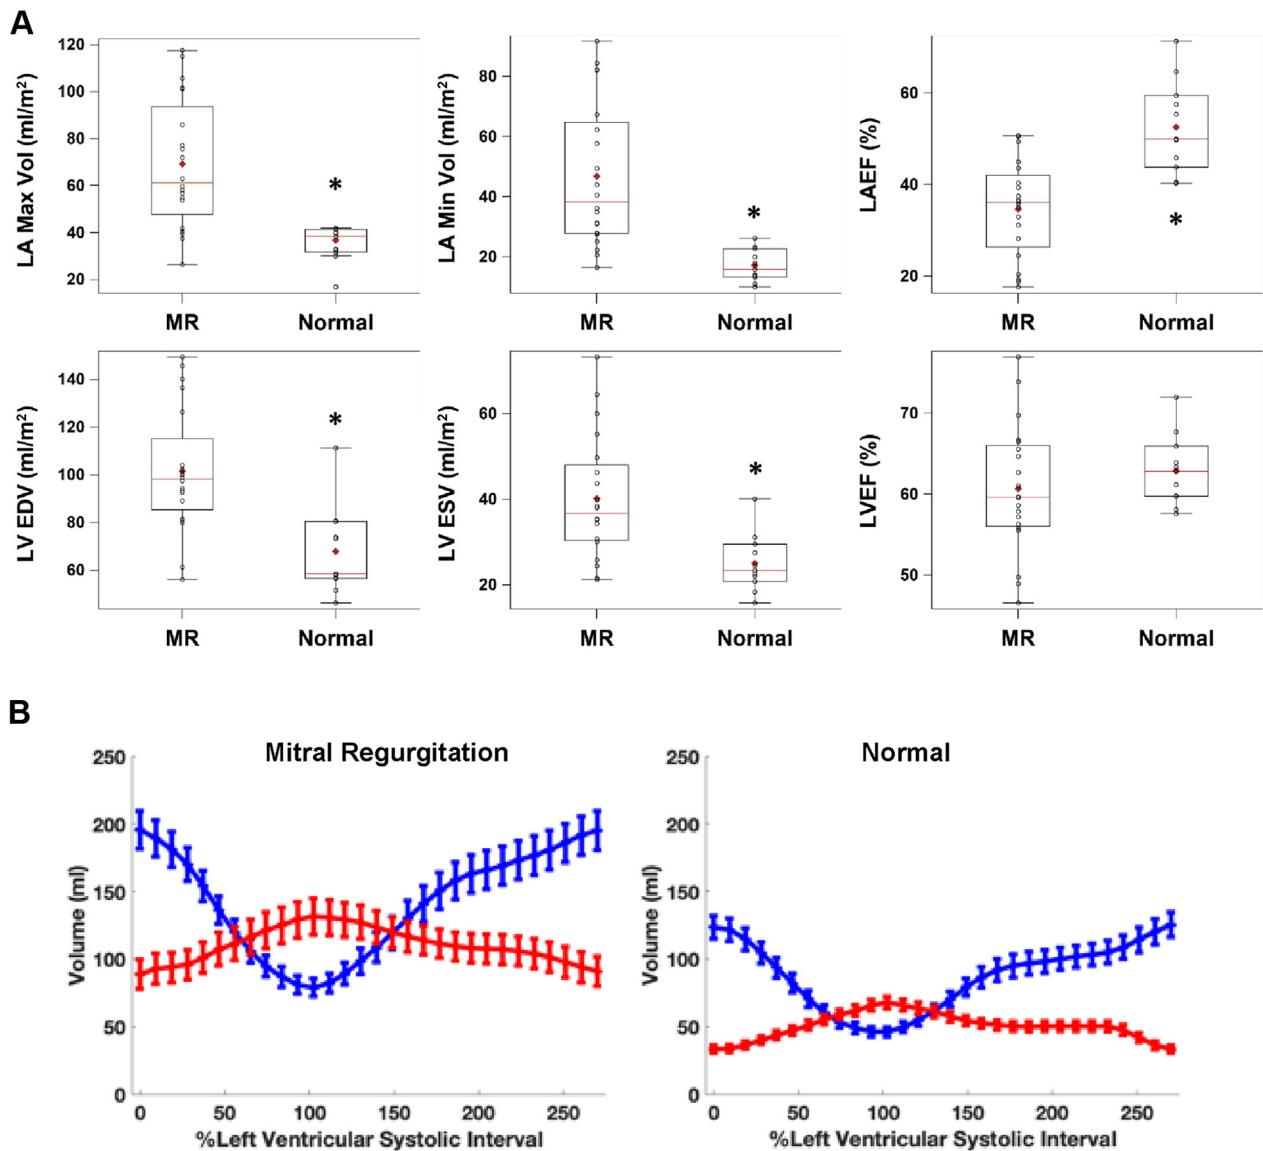 A
LA Max Vol (ml/m²)
120
100
80
60
40
20
*
MR
Normal
LA Min Vol (ml/m²)
80
60
40
20
*
MR
Normal
LAEF (%)
60
40
20
*
MR
Normal
LV EDV (ml/m²)
140
120
100
80
60
*
MR
Normal
LV ESV (ml/m²)
60
40
20
*
MR
Normal
LVEF (%)
70
60
50
MR
Normal
B
Mitral Regurgitation
Volume (ml)
250
200
150
100
50
0
0 50 100 150 200 250
%Left Ventricular Systolic Interval
Normal
Volume (ml)
250
200
150
100
50
0
0 50 100 150 200 250
%Left Ventricular Systolic Interval